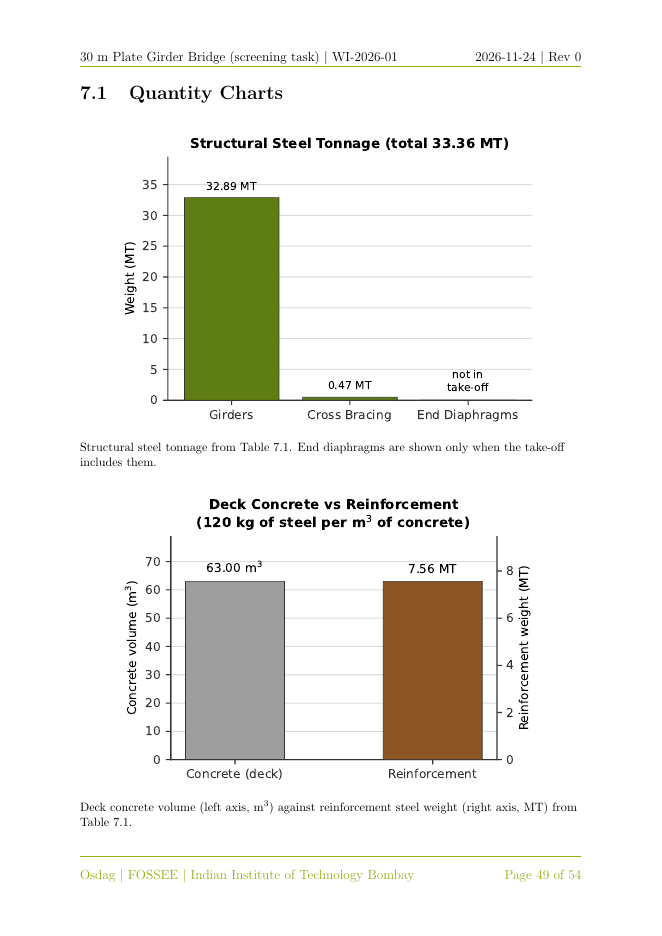 30 m Plate Girder Bridge (screening task) | WI-2026-01 2026-11-24 | Rev 0
7.1 Quantity Charts
Structural Steel Tonnage (total 33.36 MT)
Weight (MT)
35
30
25
20
15
10
5
0
32.89 MT
0.47 MT
not in
take-off
Girders Cross Bracing End Diaphragms
Structural steel tonnage from Table 7.1. End diaphragms are shown only when the take-off
includes them.
Deck Concrete vs Reinforcement
(120 kg of steel per m³ of concrete)
Concrete volume (m³)
70
60
50
40
30
20
10
0
63.00 m³
7.56 MT
8
6
4
2
0
Reinforcement weight (MT)
Concrete (deck) Reinforcement
Deck concrete volume (left axis, m³) against reinforcement steel weight (right axis, MT) from
Table 7.1.
Osdag | FOSSEE | Indian Institute of Technology Bombay Page 49 of 54